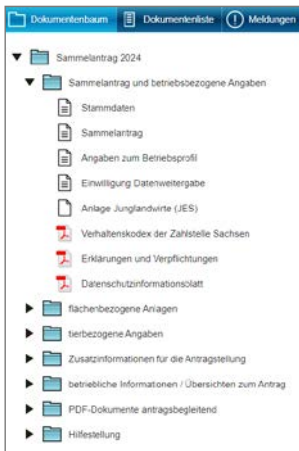 Dokumentenbaum Dokumentenliste Meldungen
Sammelantrag 2024
Sammelantrag und betriebsbezogene Angaben
Stammdaten
Sammelantrag
Angaben zum Betriebsprofil
Einwilligung Datenweitergabe
Anlage Junglandwirte (JES)
Verhaltenskodex der Zahlstelle Sachsen
Erklärungen und Verpflichtungen
Datenschutzinformationsblatt
flächenbezogene Anlagen
tierbezogene Angaben
Zusatzinformationen für die Antragstellung
betriebliche Informationen / Übersichten zum Antrag
PDF-Dokumente antragsbegleitend
Hilfestellung